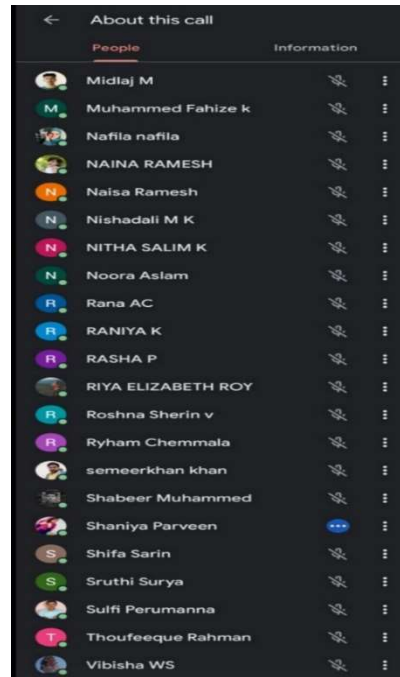 About this call
People Information
Midlaj M
M Muhammed Fahize k
Nafila nafila
NAINA RAMESH
N Naisa Ramesh
N Nishadali M K
N NITHA SALIM K
N Noora Aslam
R Rana AC
R RANIYA K
R RASHA P
RIYA ELIZABETH ROY
R Roshna Sherin v
R Ryham Chemmala
semeerkhan khan
Shabeer Muhammed
Shaniya Parveen
S Shifa Sarin
S Sruthi Surya
Sulfi Perumanna
T Thoufeeque Rahman
Vibisha WS